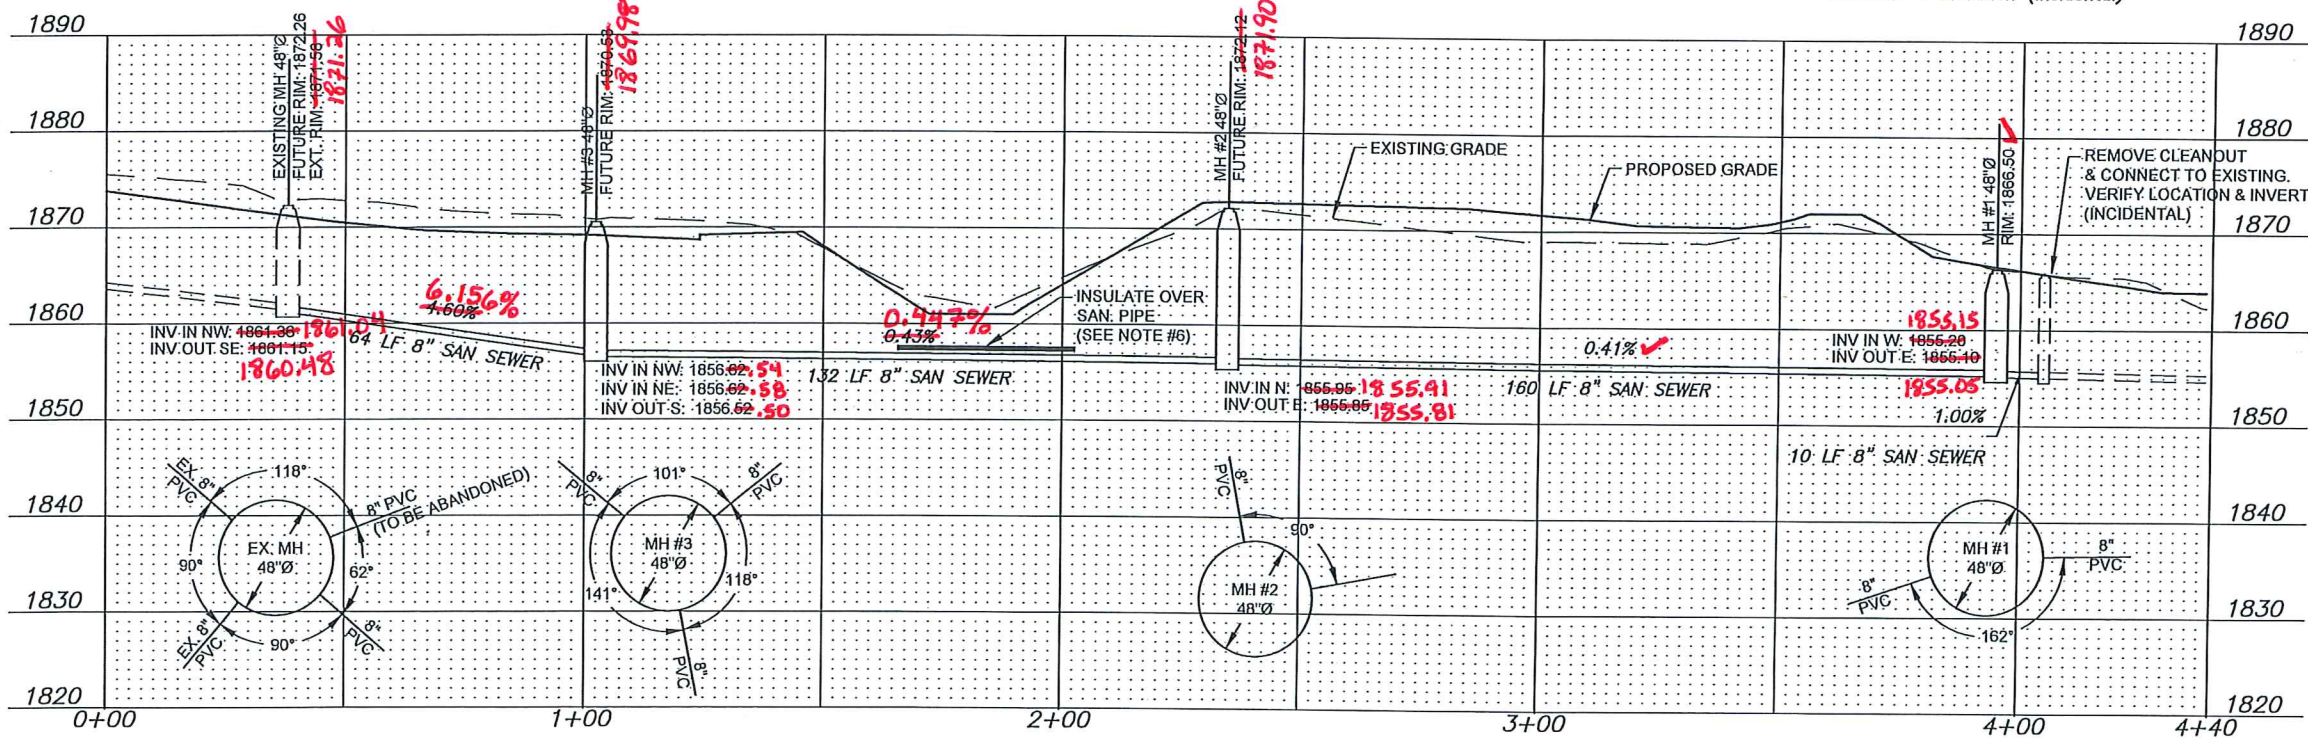 1890
1880
1870
1860
1850
1840
1830
1820
1890
1880
1870
1860
1850
1840
1830
1820
EXISTING MH 48"Ø
FUTURE RIM: 1872.26
EXT. RIM: 1871.58
1871.26
MH #3 48"Ø
FUTURE RIM: 1870.53
1869.98
MH #2 48"Ø
FUTURE RIM: 1872.12
1871.90
EXISTING GRADE
PROPOSED GRADE
MH #1 48"Ø
RIM: 1866.50
REMOVE CLEANOUT
& CONNECT TO EXISTING.
VERIFY LOCATION & INVERT
(INCIDENTAL)
6.156%
4.60%
INV IN NW: 1861.38 1861.04
INV OUT SE: 1861.15
1860.48
64 LF 8" SAN SEWER
0.447%
0.43%
INSULATE OVER
SAN. PIPE
(SEE NOTE #6)
INV IN NW: 1856.62 .54
INV IN NE: 1856.62 .58
INV OUT S: 1856.52 .50
132 LF 8" SAN SEWER
INV IN N: 1855.95 1855.91
INV OUT E: 1855.85 1855.81
0.41%
160 LF 8" SAN SEWER
1855.15
INV IN W: 1855.20
INV OUT E: 1855.10
1855.05
1.00%
10 LF 8" SAN SEWER
EX. 8"
PVC
118°
8" PVC
(TO BE ABANDONED)
90°
EX. MH
48"Ø
62°
EX. 8"
PVC
90°
8"
PVC
8"
PVC
101°
8"
PVC
MH #3
48"Ø
141°
118°
8"
PVC
8"
PVC
90°
MH #2
48"Ø
MH #1
48"Ø
8"
PVC
8"
PVC
162°
0+00
1+00
2+00
3+00
4+00
4+40